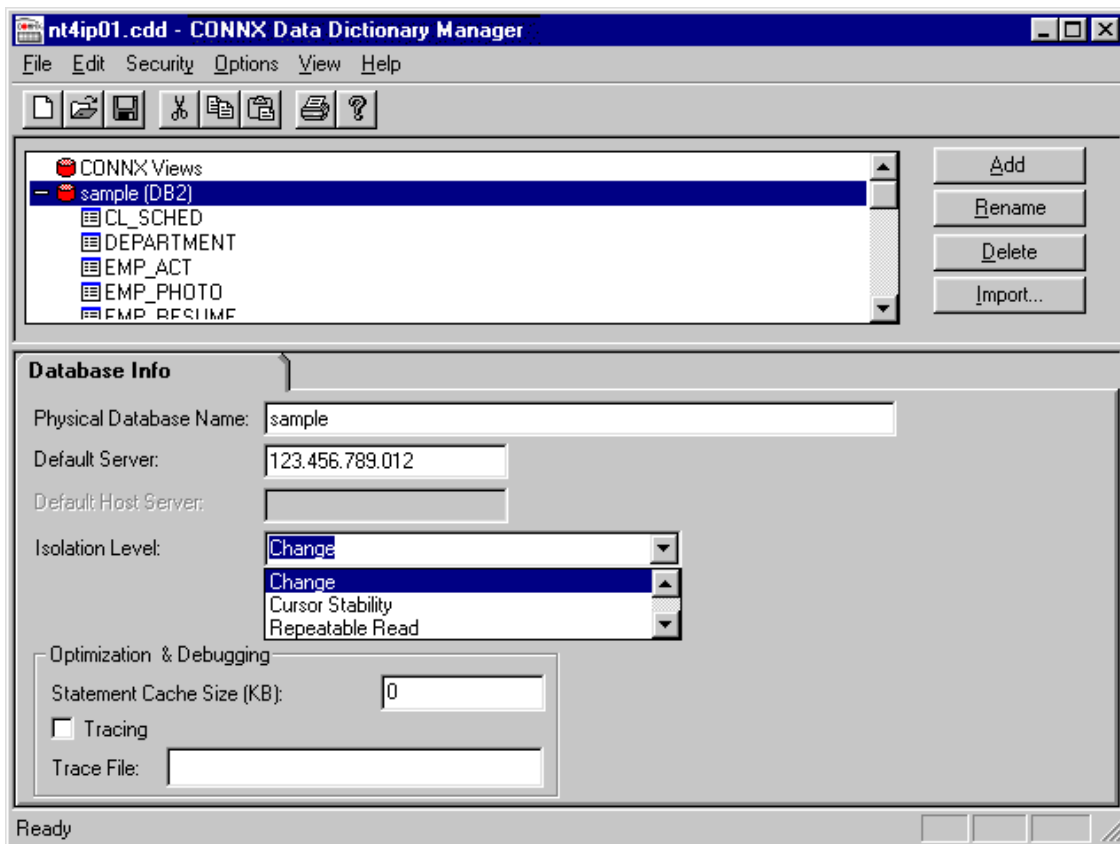 nt4ip01.cdd - CONNX Data Dictionary Manager
File Edit Security Options View Help
CONNX Views
sample (DB2)
CL_SCHED
DEPARTMENT
EMP_ACT
EMP_PHOTO
EMP_RESUME
Add
Rename
Delete
Import...
Database Info
Physical Database Name: sample
Default Server: 123.456.789.012
Default Host Server:
Isolation Level: Change
Change
Cursor Stability
Repeatable Read
Optimization & Debugging
Statement Cache Size (KB): 0
Tracing
Trace File:
Ready